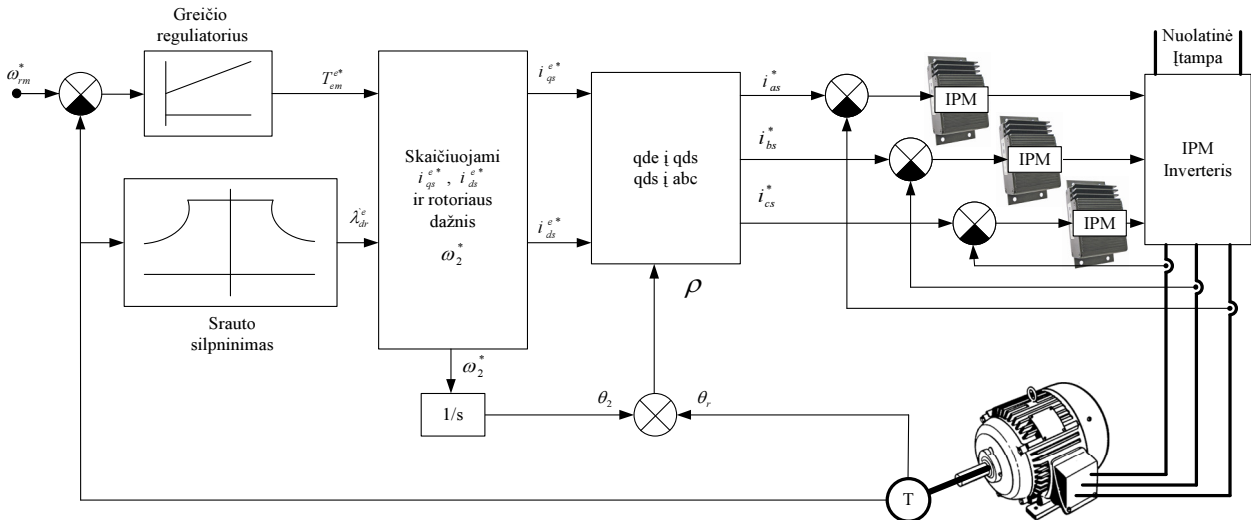 Greičio
reguliatorius
ω*rm
T e* em
Skaičiuojami
i e* qs , i e* ds
ir rotoriaus
dažnis
ω*2
i e* qs
i e* ds
qde į qds
qds į abc
i*as
i*bs
i*cs
IPM
IPM
IPM
Nuolatinė
Įtampa
IPM
Inverteris
λ'e dr
Srauto
silpninimas
ω*2
1/s
θ2
ρ
θr
T